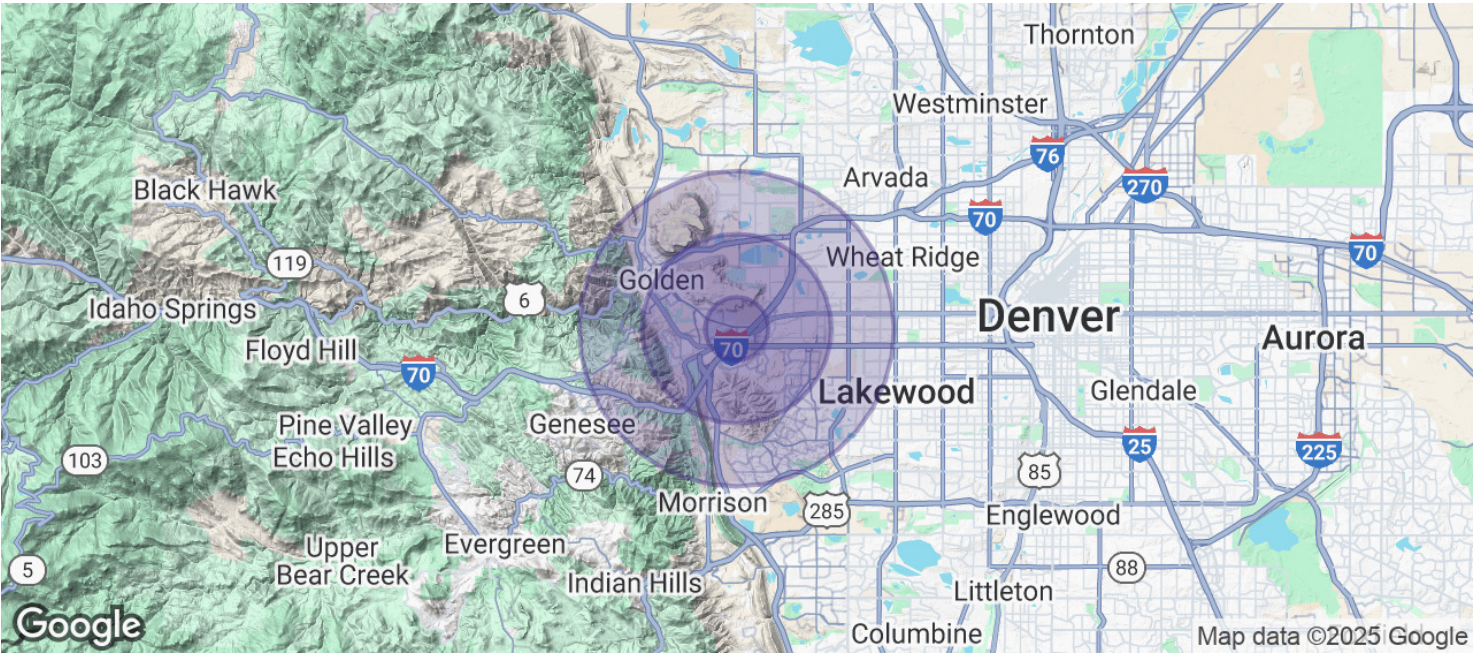 Thornton
Westminster
76
Arvada
270
Black Hawk
70
Wheat Ridge
70
119
Golden
6
Idaho Springs
Denver
Floyd Hill
70
Aurora
70
Lakewood
Glendale
Pine Valley
Genesee
Echo Hills
25
225
103
74
85
Morrison
285
Englewood
Upper
Bear Creek
Evergreen
5
Indian Hills
88
Littleton
Google
Columbine
Map data ©2025 Google